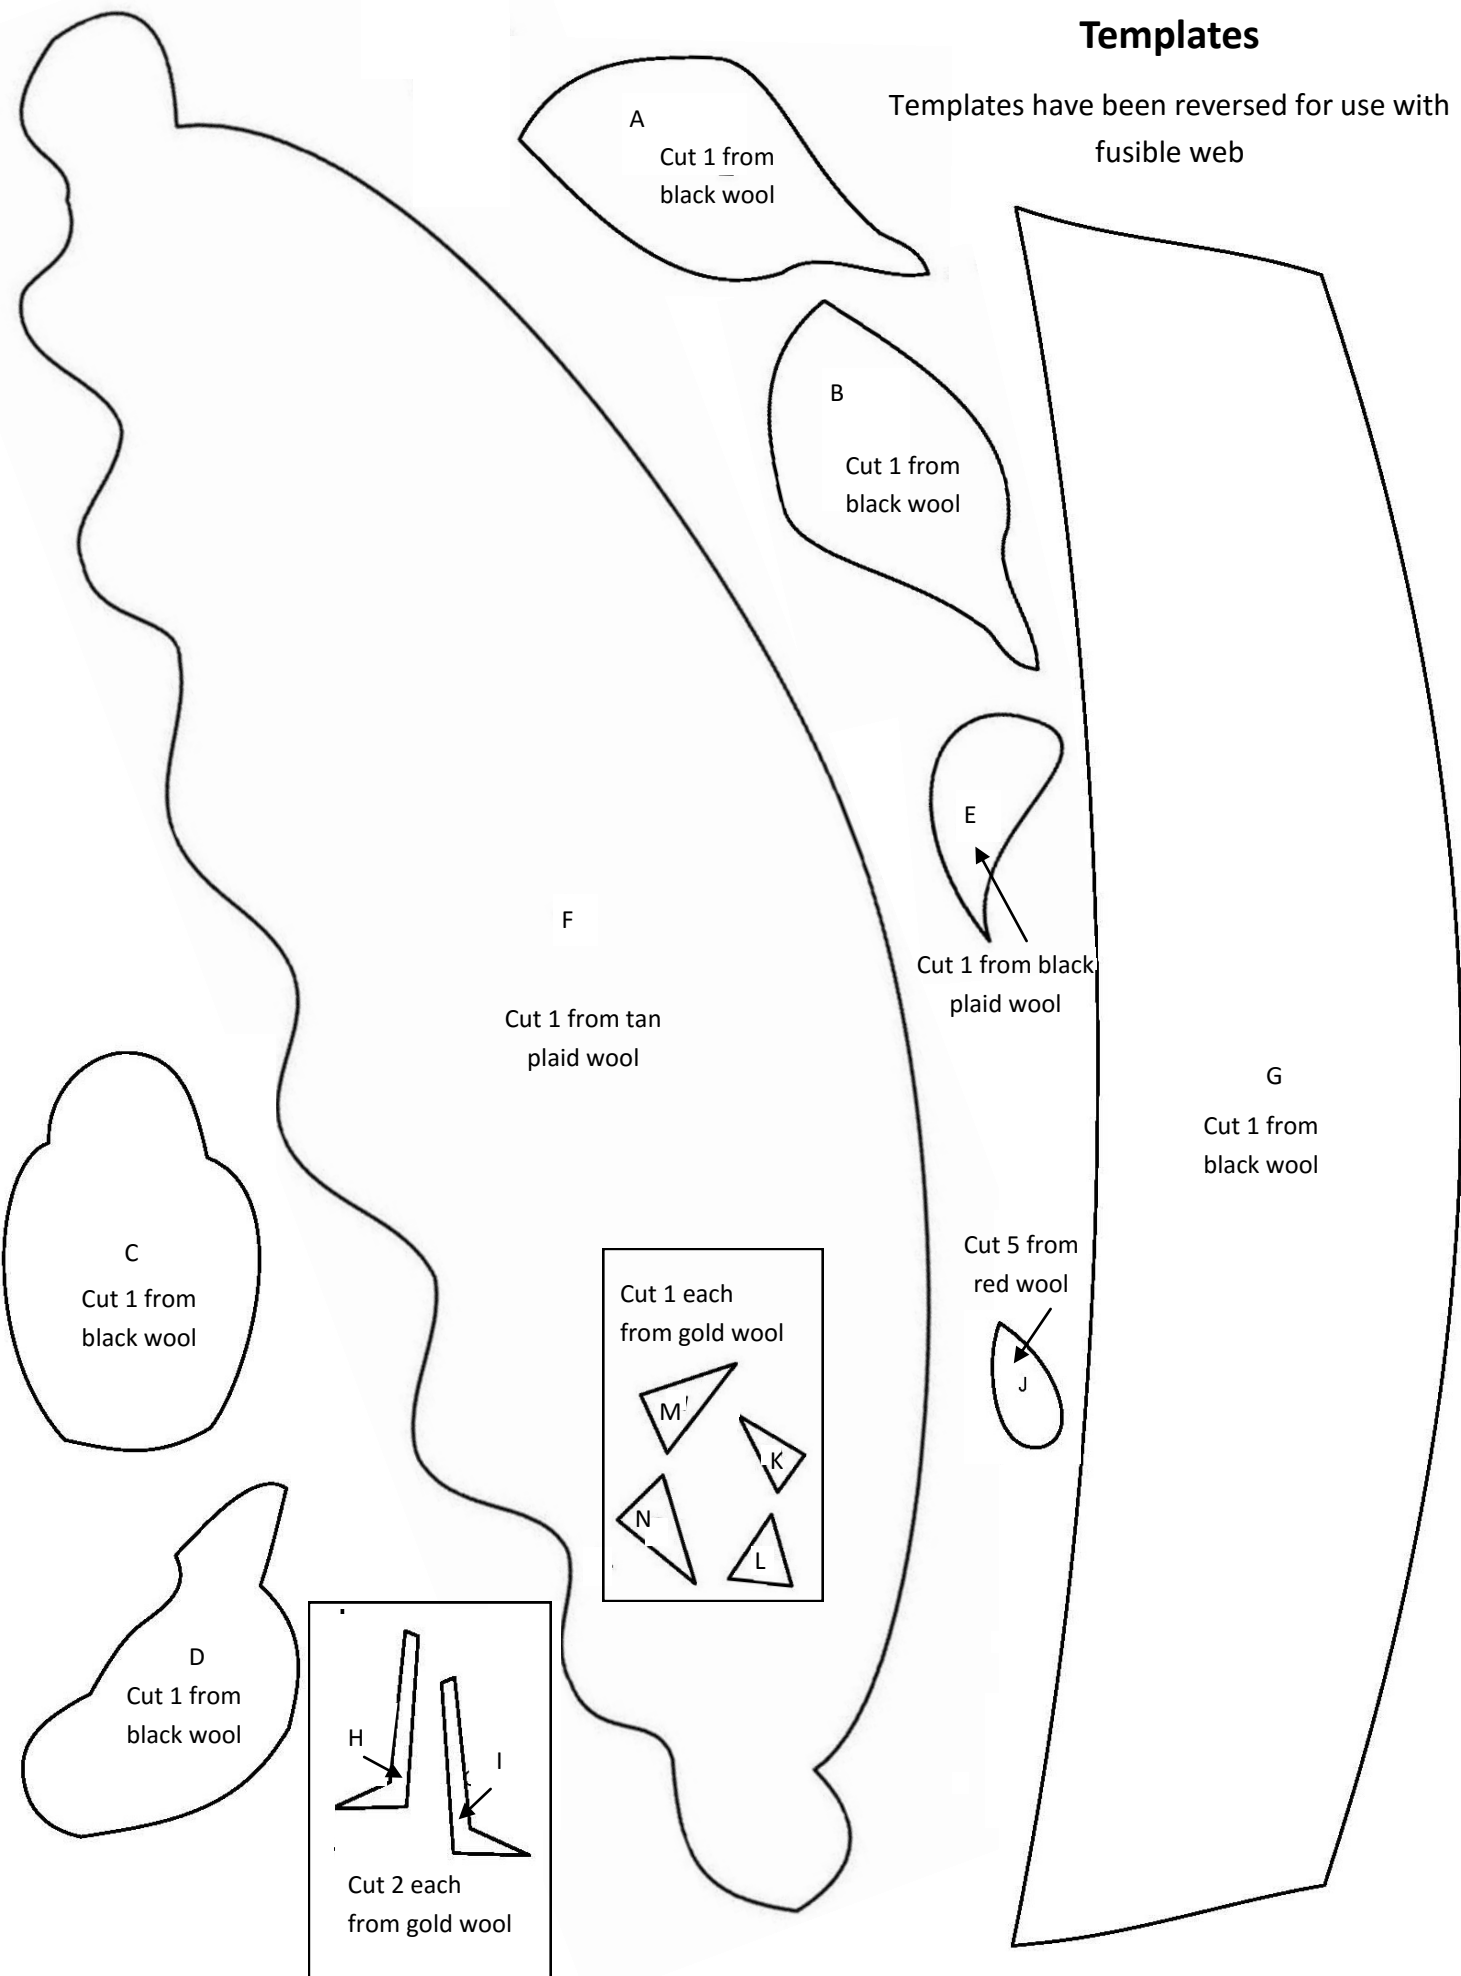 Templates
Templates have been reversed for use with
fusible web
A
Cut 1 from
black wool
B
Cut 1 from
black wool
E
Cut 1 from black
plaid wool
F
Cut 1 from tan
plaid wool
G
Cut 1 from
black wool
C
Cut 1 from
black wool
Cut 5 from
red wool
J
Cut 1 each
from gold wool
M
K
N
L
D
Cut 1 from
black wool
H
I
Cut 2 each
from gold wool